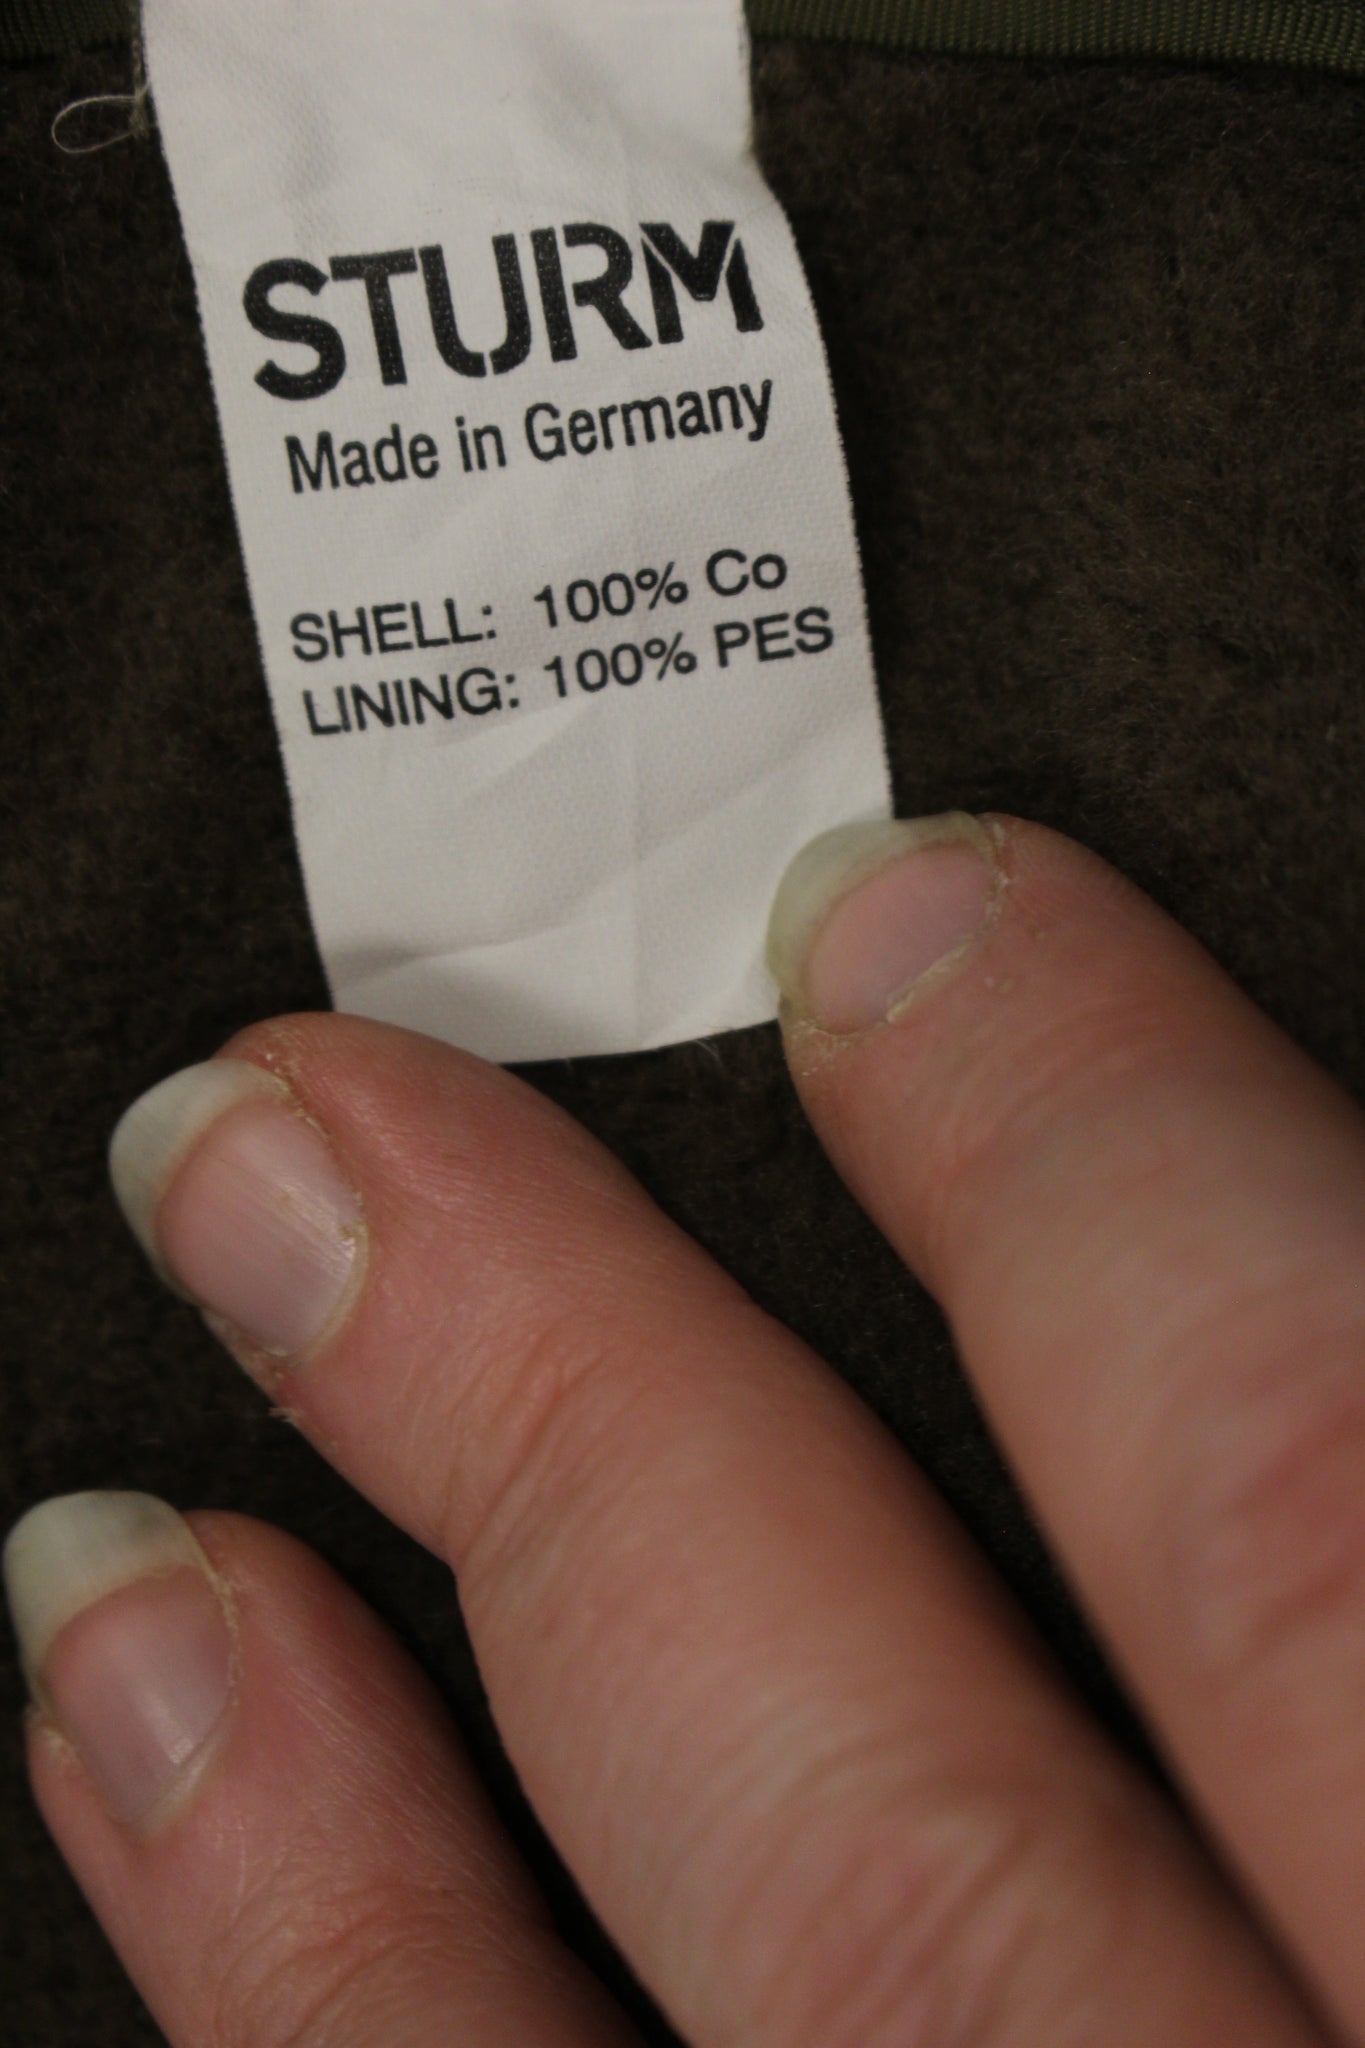 STURM
Made in Germany
SHELL: 100% Co
LINING: 100% PES